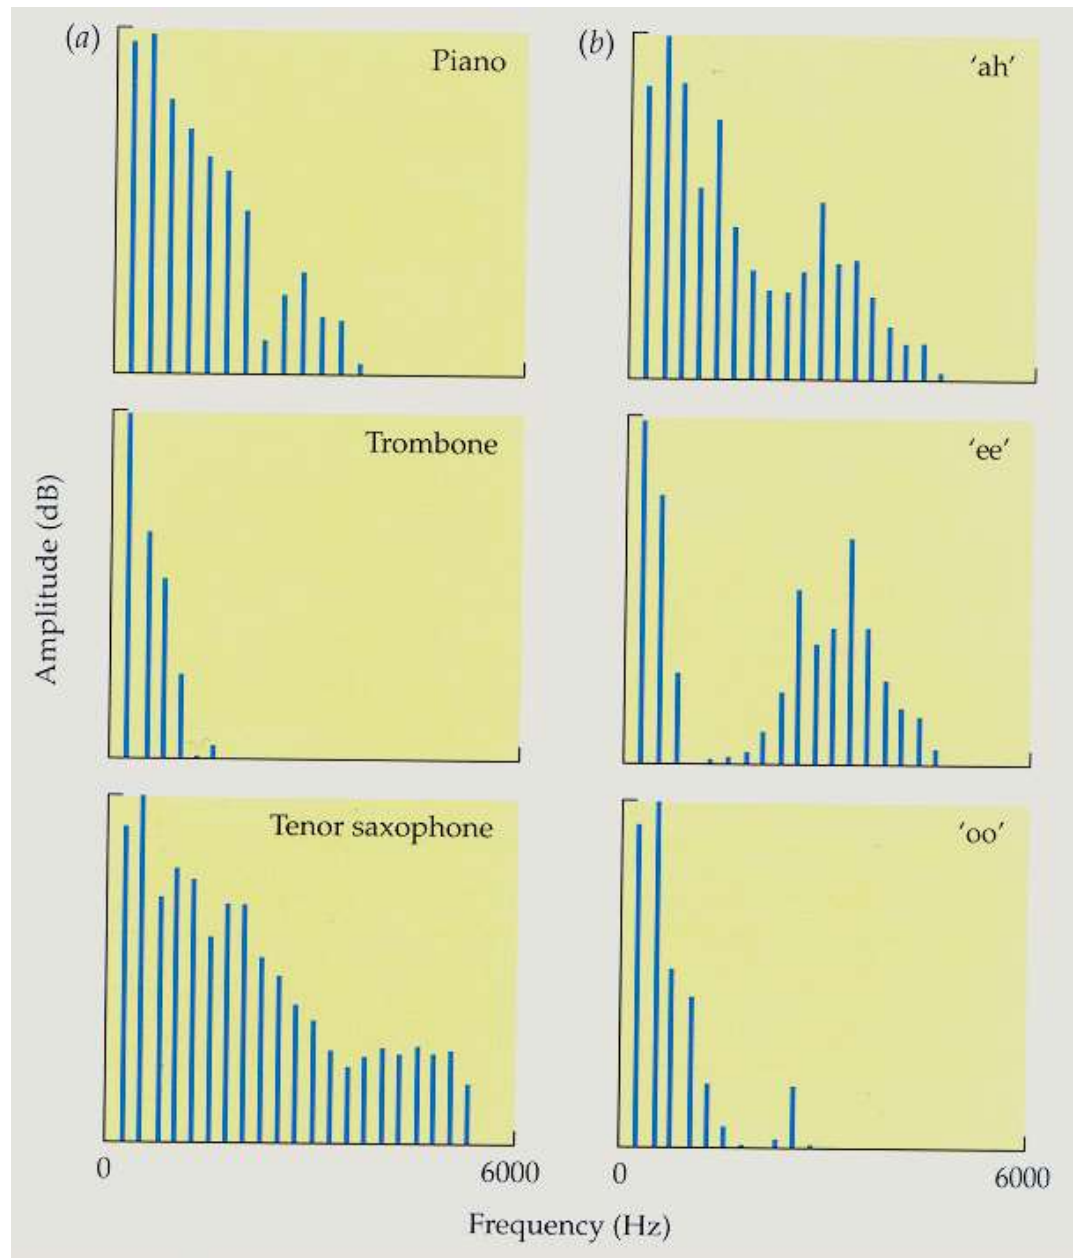 (a)
Piano
(b)
‘ah’
Trombone
‘ee’
Amplitude (dB)
Tenor saxophone
‘oo’
0
6000
0
6000
Frequency (Hz)